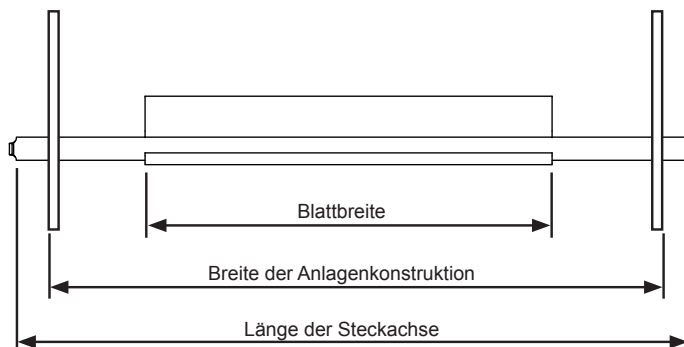 Blattbreite
Breite der Anlagenkonstruktion
Länge der Steckachse